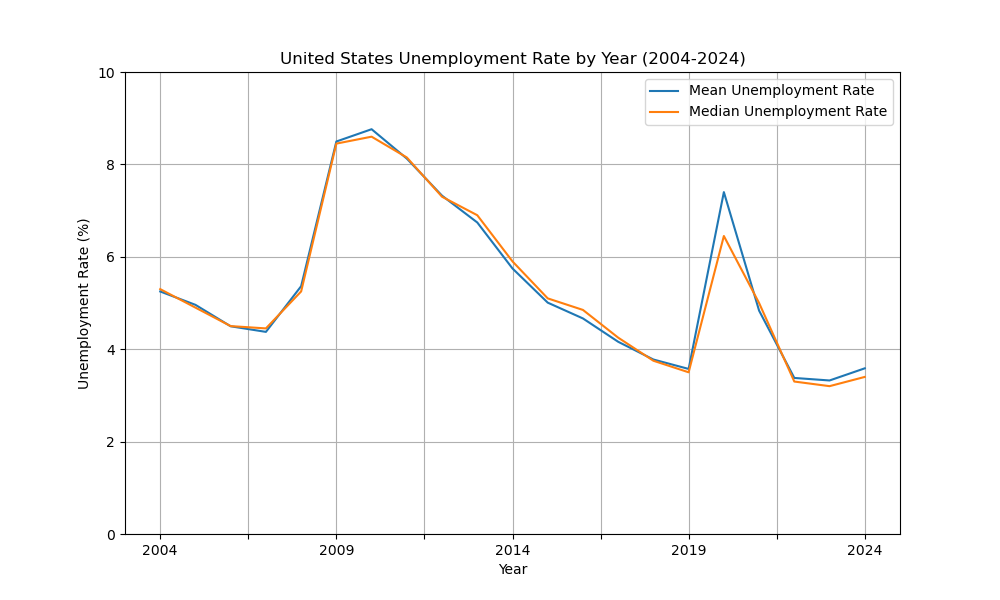 United States Unemployment Rate by Year (2004-2024)
Mean Unemployment Rate
Median Unemployment Rate
Unemployment Rate (%)
10
8
6
4
2
0
2004 2009 2014 2019 2024
Year